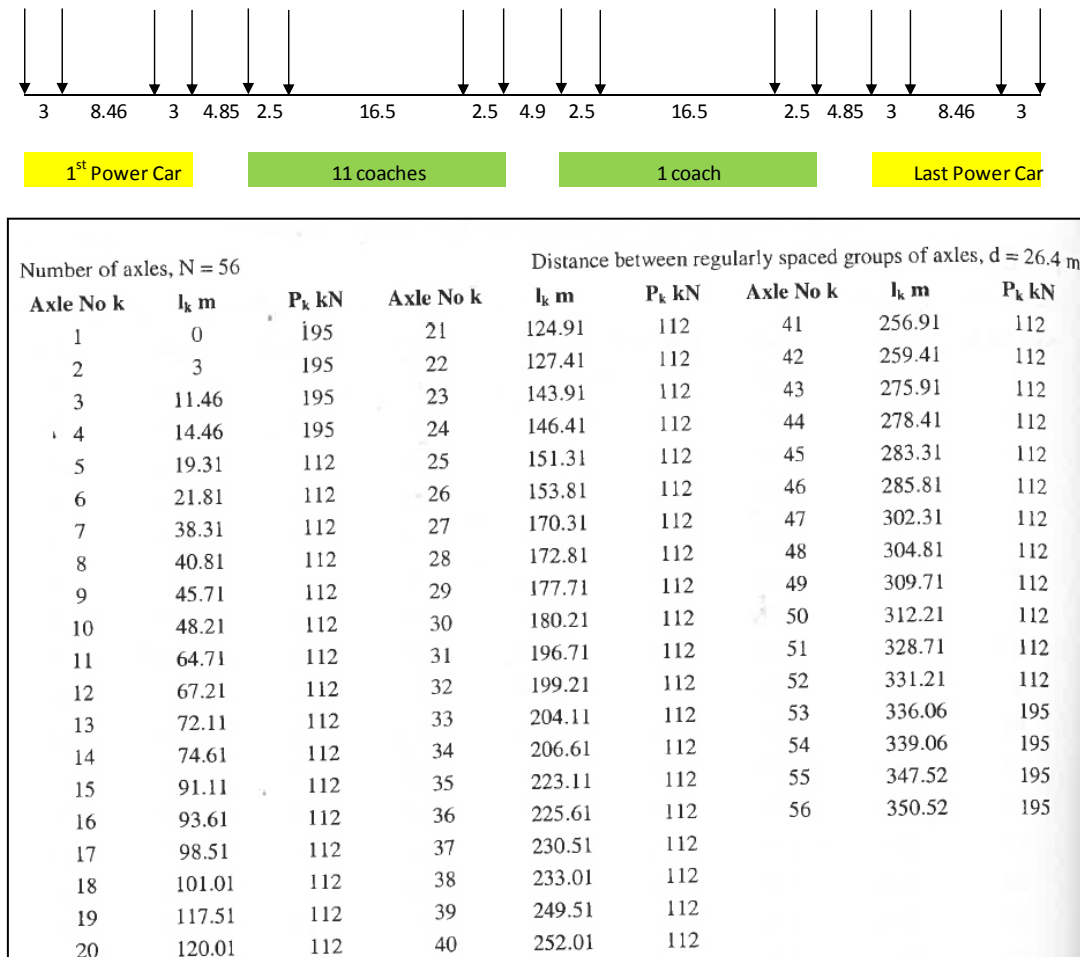 3 8.46 3 4.85 2.5 16.5 2.5 4.9 2.5 16.5 2.5 4.85 3 8.46 3
1st Power Car 11 coaches 1 coach Last Power Car
Number of axles, N = 56 Distance between regularly spaced groups of axles, d = 26.4 m
Axle No k lk m Pk kN Axle No k lk m Pk kN Axle No k lk m Pk kN
1 0 195 21 124.91 112 41 256.91 112
2 3 195 22 127.41 112 42 259.41 112
3 11.46 195 23 143.91 112 43 275.91 112
4 14.46 195 24 146.41 112 44 278.41 112
5 19.31 112 25 151.31 112 45 283.31 112
6 21.81 112 26 153.81 112 46 285.81 112
7 38.31 112 27 170.31 112 47 302.31 112
8 40.81 112 28 172.81 112 48 304.81 112
9 45.71 112 29 177.71 112 49 309.71 112
10 48.21 112 30 180.21 112 50 312.21 112
11 64.71 112 31 196.71 112 51 328.71 112
12 67.21 112 32 199.21 112 52 331.21 112
13 72.11 112 33 204.11 112 53 336.06 195
14 74.61 112 34 206.61 112 54 339.06 195
15 91.11 112 35 223.11 112 55 347.52 195
16 93.61 112 36 225.61 112 56 350.52 195
17 98.51 112 37 230.51 112
18 101.01 112 38 233.01 112
19 117.51 112 39 249.51 112
20 120.01 112 40 252.01 112